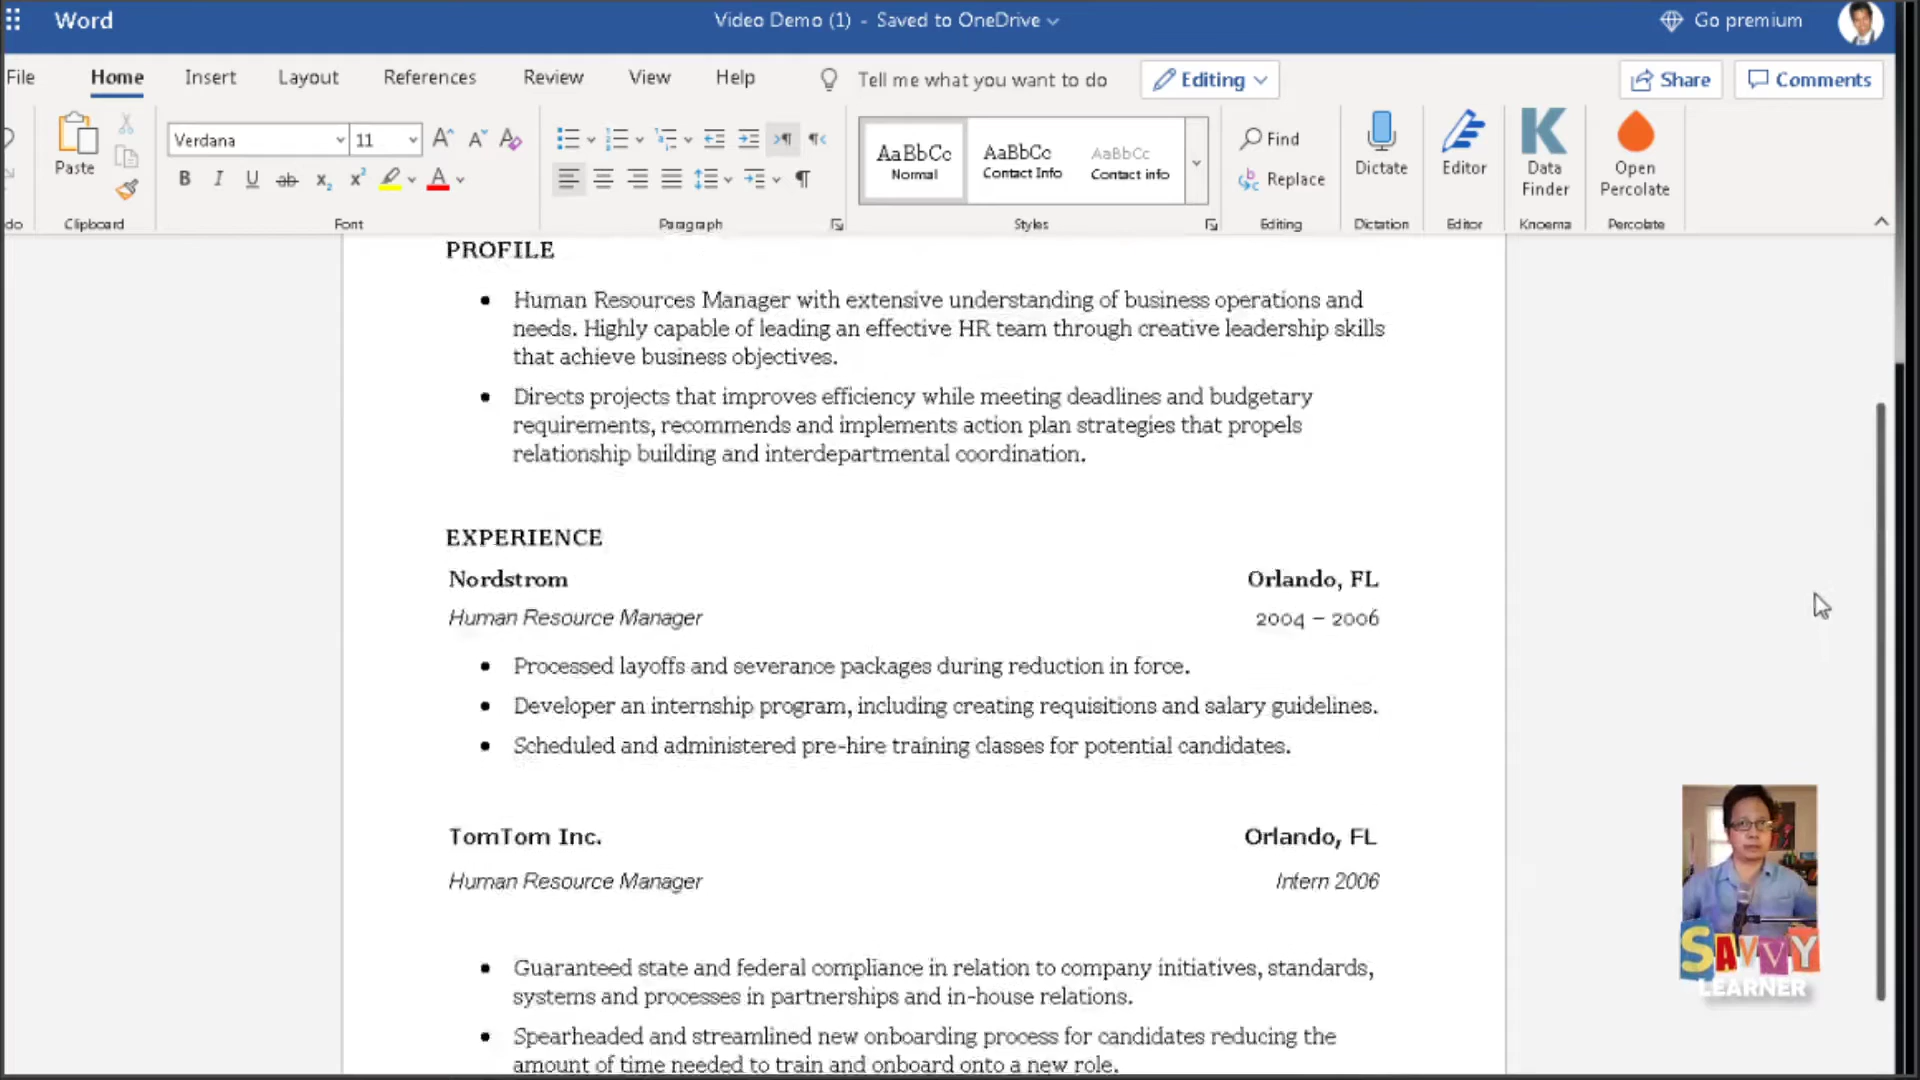 Word
Video Demo (1) - Saved to OneDrive
Go premium
File
Home
Insert
Layout
References
Review
View
Help
Tell me what you want to do
Editing
Share
Comments
Paste
Verdana
11
B I U ab x₂ x²
A
AaBbCc
Normal
AaBbCc
Contact Info
AaBbCc
Contact info
Find
Replace
Dictate
Editor
Data
Finder
Open
Percolate
do
Clipboard
Font
Paragraph
Styles
Editing
Dictation
Editor
Knoema
Percolate
PROFILE
• Human Resources Manager with extensive understanding of business operations and
needs. Highly capable of leading an effective HR team through creative leadership skills
that achieve business objectives.
• Directs projects that improves efficiency while meeting deadlines and budgetary
requirements, recommends and implements action plan strategies that propels
relationship building and interdepartmental coordination.
EXPERIENCE
Nordstrom Orlando, FL
Human Resource Manager 2004 – 2006
• Processed layoffs and severance packages during reduction in force.
• Developer an internship program, including creating requisitions and salary guidelines.
• Scheduled and administered pre-hire training classes for potential candidates.
TomTom Inc. Orlando, FL
Human Resource Manager Intern 2006
• Guaranteed state and federal compliance in relation to company initiatives, standards,
systems and processes in partnerships and in-house relations.
• Spearheaded and streamlined new onboarding process for candidates reducing the
amount of time needed to train and onboard onto a new role.
SAVVY
LEARNER